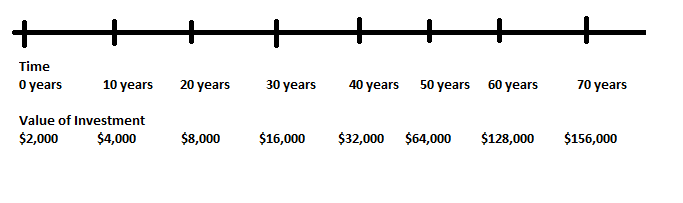 Time
0 years 10 years 20 years 30 years 40 years 50 years 60 years 70 years
Value of Investment
$2,000 $4,000 $8,000 $16,000 $32,000 $64,000 $128,000 $156,000